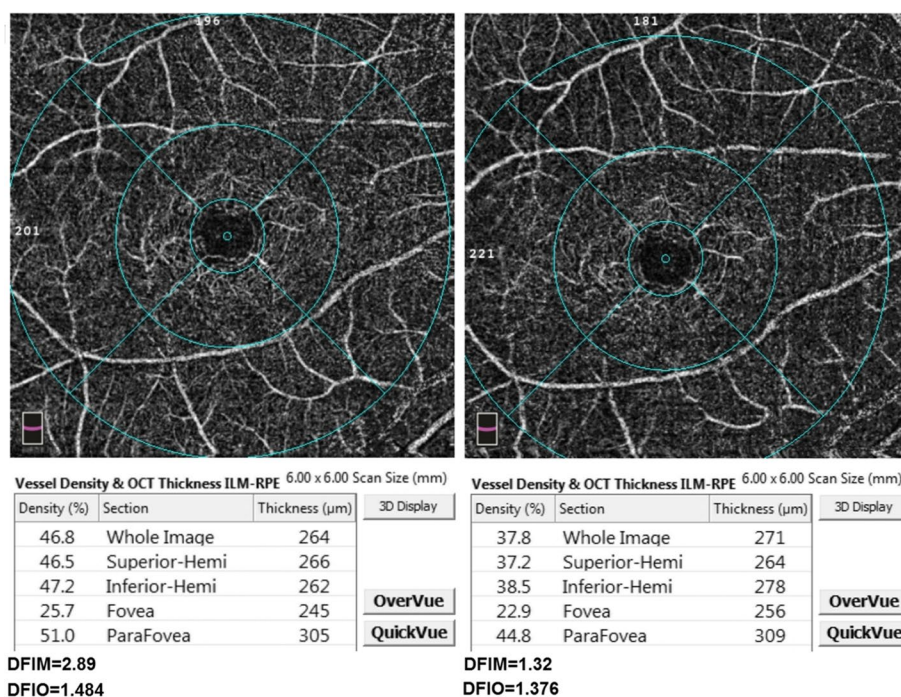 196
201
Vessel Density & OCT Thickness ILM-RPE 6.00 x 6.00 Scan Size (mm)
Density (%) Section Thickness (µm) 3D Display
46.8 Whole Image 264
46.5 Superior-Hemi 266
47.2 Inferior-Hemi 262
25.7 Fovea 245 OverVue
51.0 ParaFovea 305 QuickVue
DFIM=2.89
DFIO=1.484
181
221
Vessel Density & OCT Thickness ILM-RPE 6.00 x 6.00 Scan Size (mm)
Density (%) Section Thickness (µm) 3D Display
37.8 Whole Image 271
37.2 Superior-Hemi 264
38.5 Inferior-Hemi 278
22.9 Fovea 256 OverVue
44.8 ParaFovea 309 QuickVue
DFIM=1.32
DFIO=1.376